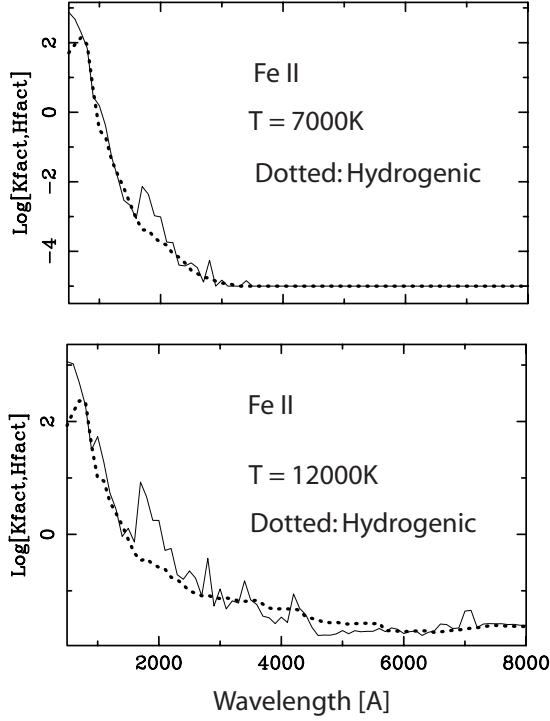 Log[Kfact,Hfact]
2
0
−2
−4
Fe II
T = 7000K
Dotted: Hydrogenic
Log[Kfact,Hfact]
2
0
Fe II
T = 12000K
Dotted: Hydrogenic
2000 4000 6000 8000
Wavelength [A]